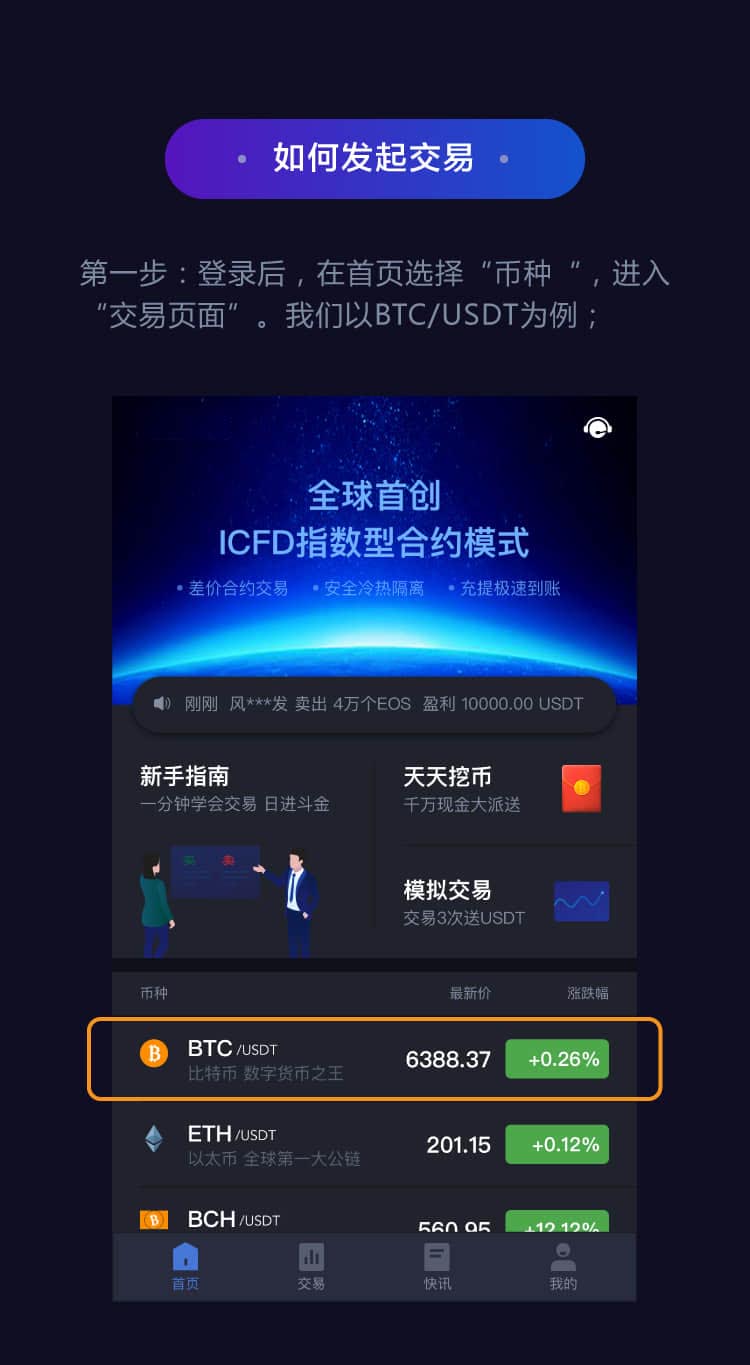 如何发起交易
第一步：登录后，在首页选择“币种“，进入
“交易页面”。我们以BTC/USDT为例；
全球首创
ICFD指数型合约模式
差价合约交易 安全冷热隔离 充提极速到账
刚刚 风***发 卖出 4万个EOS 盈利 10000.00 USDT
新手指南
一分钟学会交易 日进斗金
买 卖
天天挖币
千万现金大派送
模拟交易
交易3次送USDT
币种 最新价 涨跌幅
BTC /USDT 6388.37 +0.26%
比特币 数字货币之王
ETH /USDT 201.15 +0.12%
以太币 全球第一大公链
BCH /USDT 560.95 +12.12%
首页 交易 快讯 我的